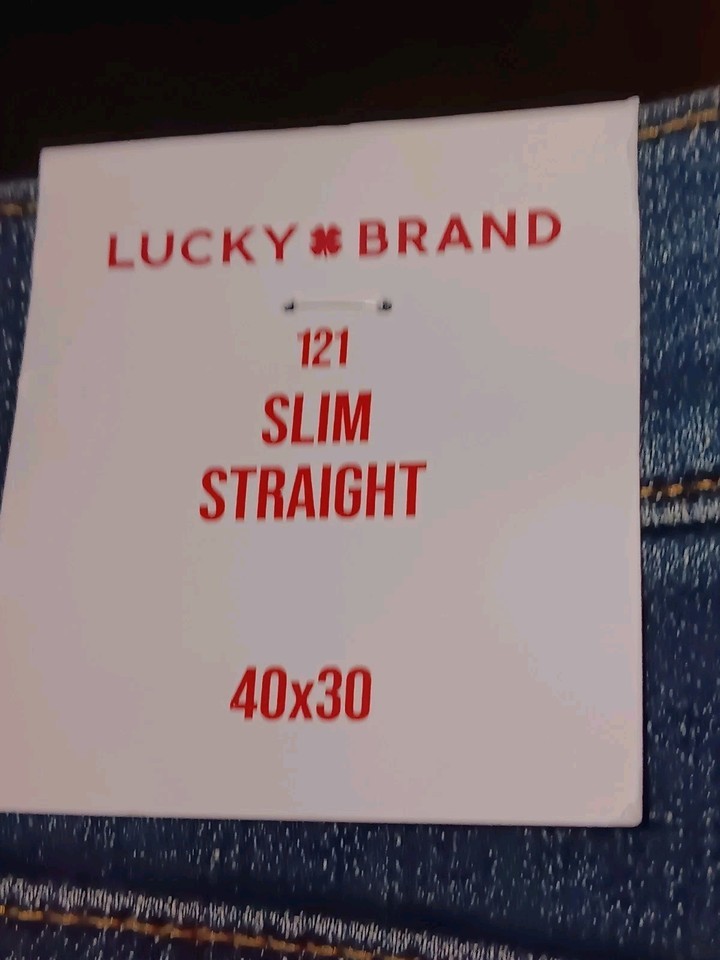 LUCKY BRAND
121
SLIM
STRAIGHT
40x30